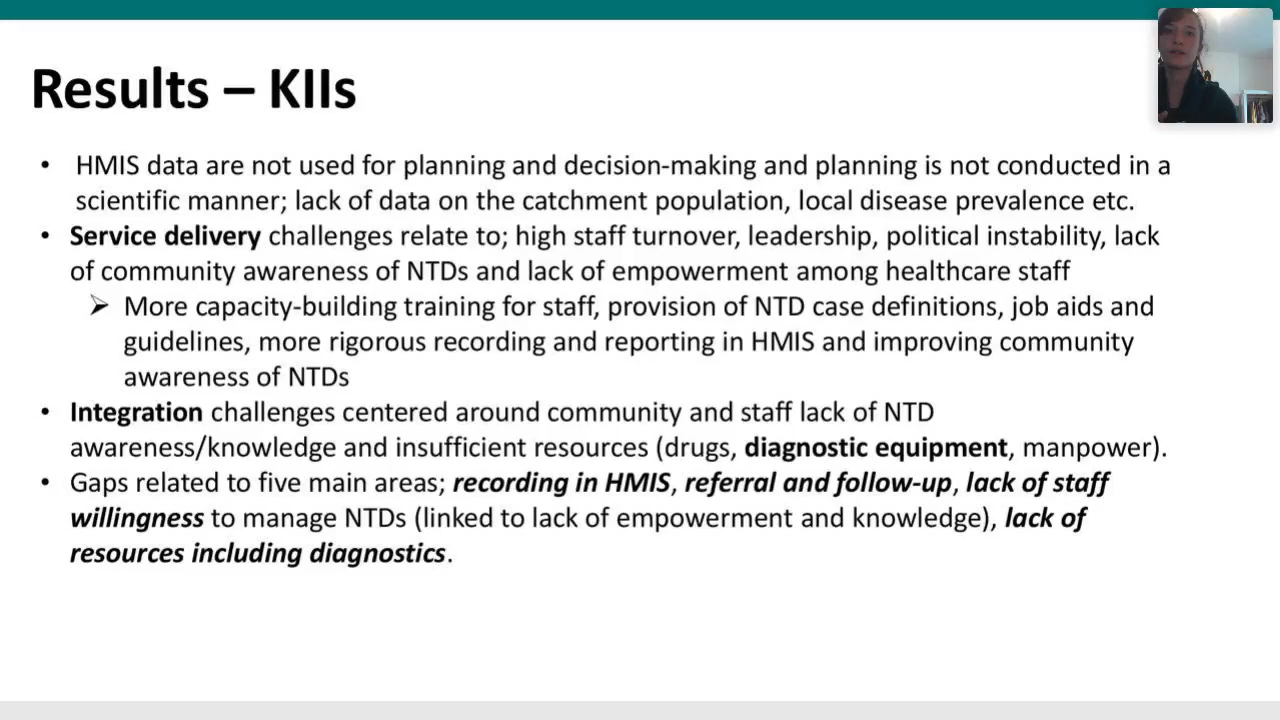 Results – KIIs
• HMIS data are not used for planning and decision-making and planning is not conducted in a
scientific manner; lack of data on the catchment population, local disease prevalence etc.
• Service delivery challenges relate to; high staff turnover, leadership, political instability, lack
of community awareness of NTDs and lack of empowerment among healthcare staff
➢ More capacity-building training for staff, provision of NTD case definitions, job aids and
guidelines, more rigorous recording and reporting in HMIS and improving community
awareness of NTDs
• Integration challenges centered around community and staff lack of NTD
awareness/knowledge and insufficient resources (drugs, diagnostic equipment, manpower).
• Gaps related to five main areas; recording in HMIS, referral and follow-up, lack of staff
willingness to manage NTDs (linked to lack of empowerment and knowledge), lack of
resources including diagnostics.